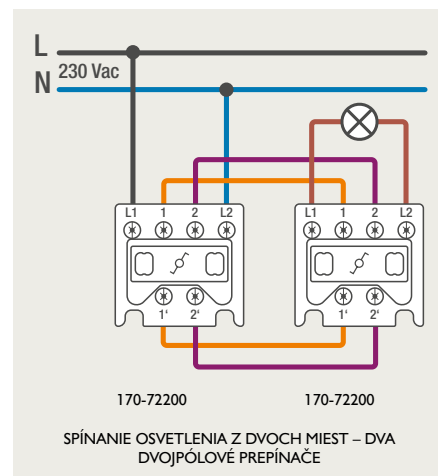 L
230 Vac
N
L1 1 2 L2 L1 1 2 L2
1' 2' 1' 2'
170-72200 170-72200
SPÍNANIE OSVETLENIA Z DVOCH MIEST – DVA
DVOJPÓLOVÉ PREPÍNAČE